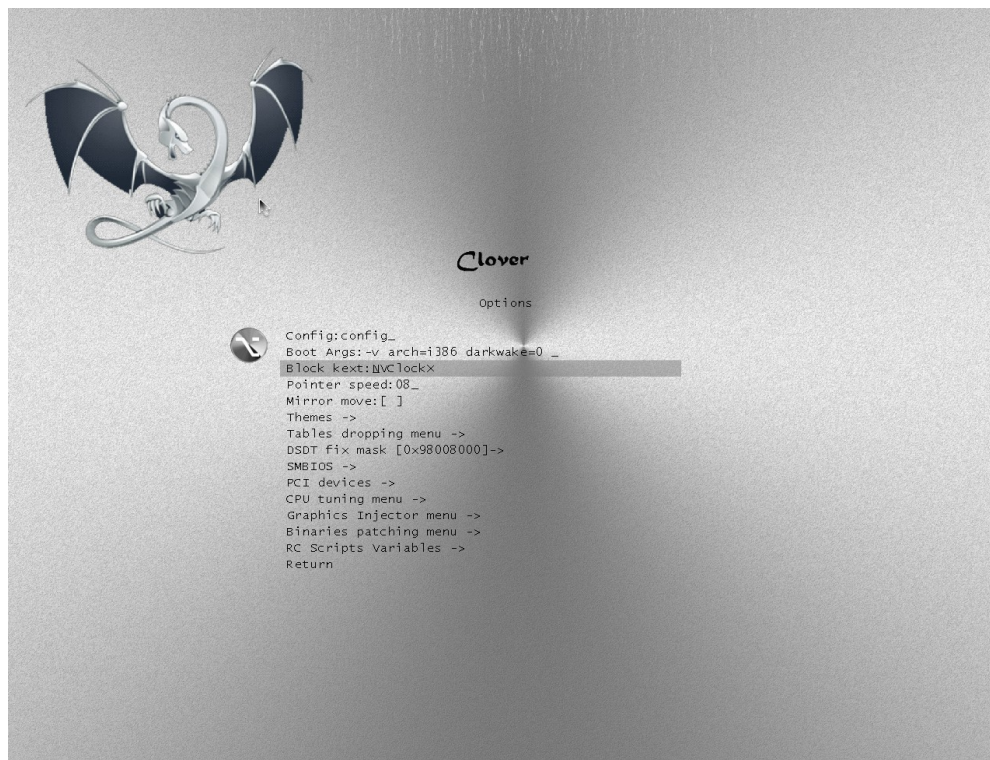 Clover
Options
Config:config_
Boot Args:-v arch=i386 darkwake=0 _
Block kext:NVClockX
Pointer speed:08_
Mirror move:[ ]
Themes ->
Tables dropping menu ->
DSDT fix mask [0x98008000]->
SMBIOS ->
PCI devices ->
CPU tuning menu ->
Graphics Injector menu ->
Binaries patching menu ->
RC Scripts Variables ->
Return